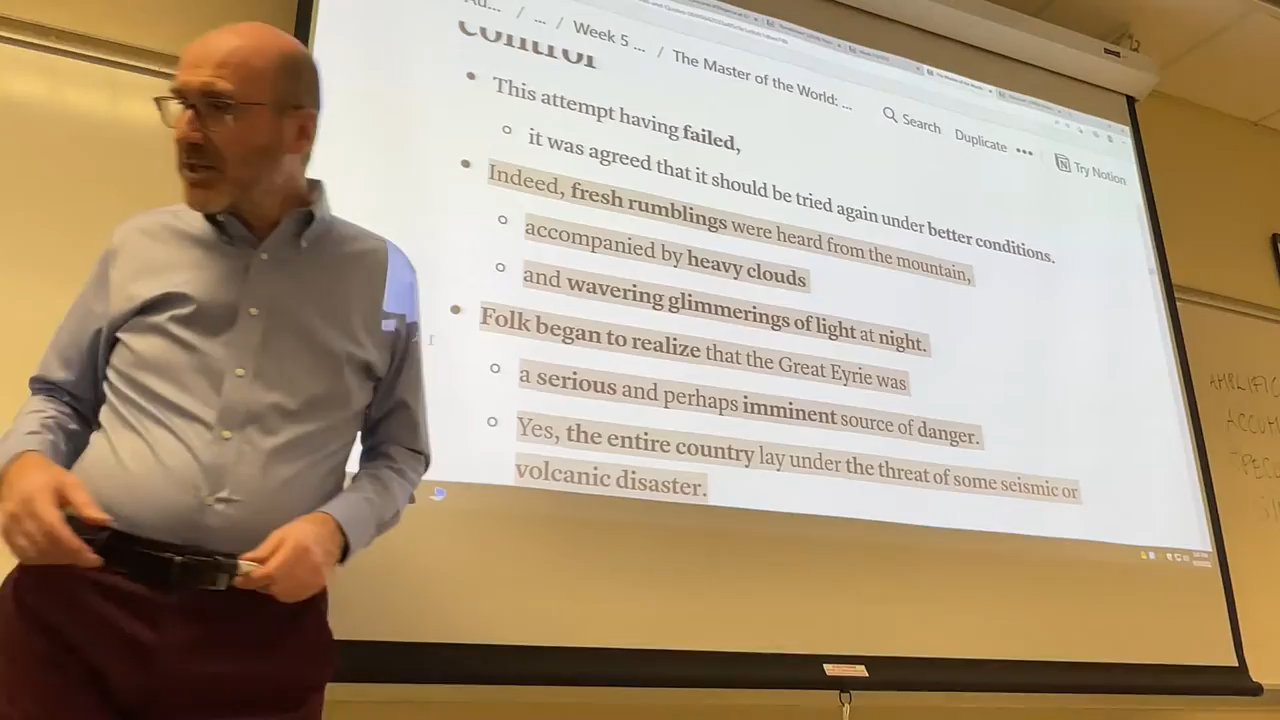 / ... / Week 5 ... / The Master of the World: ...
Search Duplicate ••• Try Notion
control
This attempt having failed,
it was agreed that it should be tried again under better conditions.
Indeed, fresh rumblings were heard from the mountain,
accompanied by heavy clouds
and wavering glimmerings of light at night.
Folk began to realize that the Great Eyrie was
a serious and perhaps imminent source of danger.
Yes, the entire country lay under the threat of some seismic or
volcanic disaster.